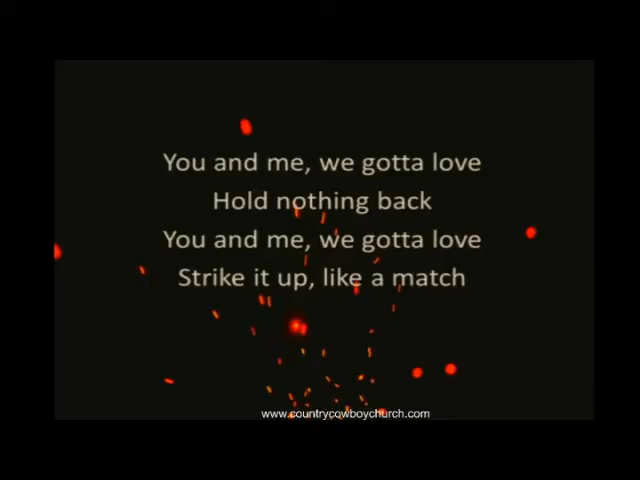 You and me, we gotta love
Hold nothing back
You and me, we gotta love
Strike it up, like a match
www.countrycowboychurch.com